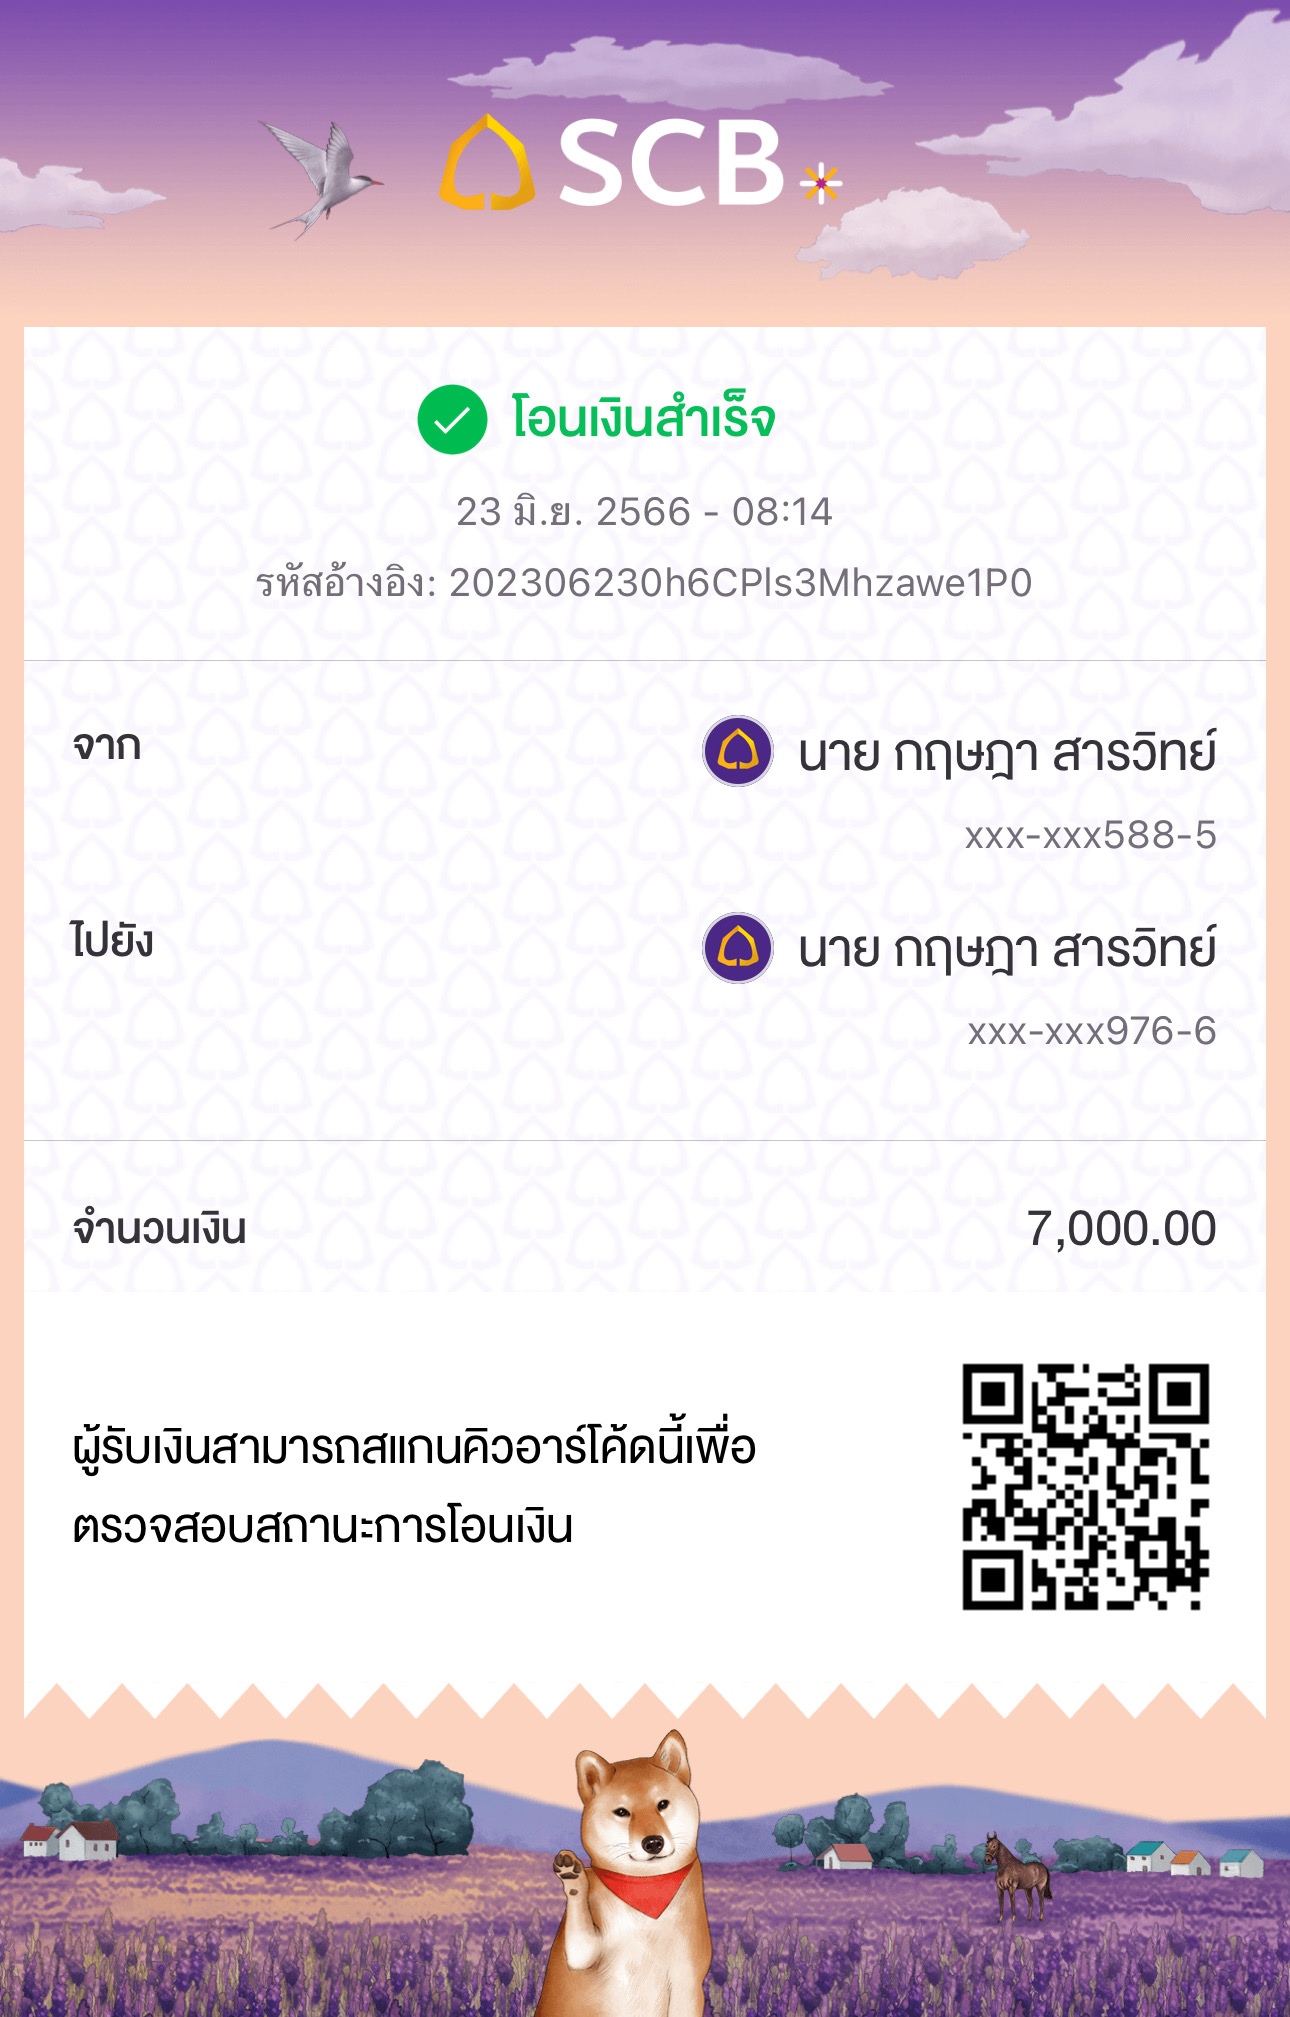 SCB
โอนเงินสำเร็จ
23 มิ.ย. 2566 - 08:14
รหัสอ้างอิง: 202306230h6CPls3Mhzawe1P0
จาก
นาย กฤษฎา สารวิทย์
xxx-xxx588-5
ไปยัง
นาย กฤษฎา สารวิทย์
xxx-xxx976-6
จำนวนเงิน
7,000.00
ผู้รับเงินสามารถสแกนคิวอาร์โค้ดนี้เพื่อ
ตรวจสอบสถานะการโอนเงิน